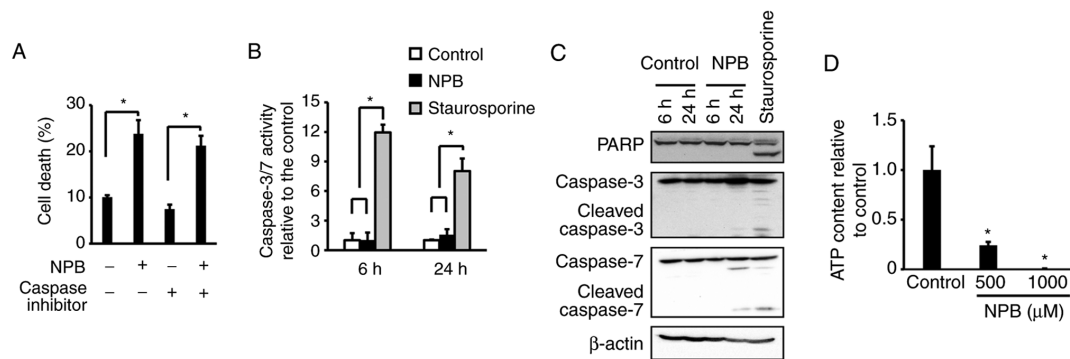 A
Cell death (%)
30
20
10
0
*
*
NPB
– + – +
Caspase inhibitor
– – + +
B
Control
NPB
Staurosporine
Caspase-3/7 activity
relative to the control
15
12
9
6
3
0
*
*
6 h
24 h
C
Control
NPB
Staurosporine
6 h
24 h
6 h
24 h
PARP
Caspase-3
Cleaved
caspase-3
Caspase-7
Cleaved
caspase-7
β-actin
D
ATP content relative
to control
1.5
1.0
0.5
0
*
*
Control
500
1000
NPB (μM)